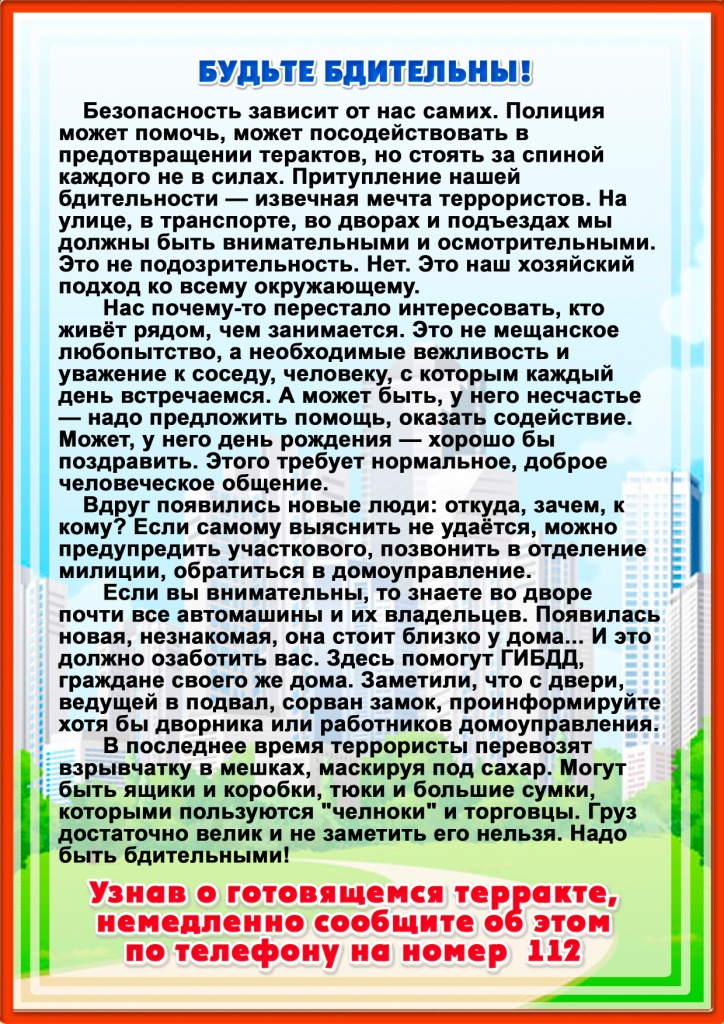 БУДЬТЕ БДИТЕЛЬНЫ!
Безопасность зависит от нас самих. Полиция
может помочь, может посодействовать в
предотвращении терактов, но стоять за спиной
каждого не в силах. Притупление нашей
бдительности — извечная мечта террористов. На
улице, в транспорте, во дворах и подъездах мы
должны быть внимательными и осмотрительными.
Это не подозрительность. Нет. Это наш хозяйский
подход ко всему окружающему.
Нас почему-то перестало интересовать, кто
живёт рядом, чем занимается. Это не мещанское
любопытство, а необходимые вежливость и
уважение к соседу, человеку, с которым каждый
день встречаемся. А может быть, у него несчастье
— надо предложить помощь, оказать содействие.
Может, у него день рождения — хорошо бы
поздравить. Этого требует нормальное, доброе
человеческое общение.
Вдруг появились новые люди: откуда, зачем, к
кому? Если самому выяснить не удаётся, можно
предупредить участкового, позвонить в отделение
милиции, обратиться в домоуправление.
Если вы внимательны, то знаете во дворе
почти все автомашины и их владельцев. Появилась
новая, незнакомая, она стоит близко у дома... И это
должно озаботить вас. Здесь помогут ГИБДД,
граждане своего же дома. Заметили, что с двери,
ведущей в подвал, сорван замок, проинформируйте
хотя бы дворника или работников домоуправления.
В последнее время террористы перевозят
взрывчатку в мешках, маскируя под сахар. Могут
быть ящики и коробки, тюки и большие сумки,
которыми пользуются "челноки" и торговцы. Груз
достаточно велик и не заметить его нельзя. Надо
быть бдительными!
Узнав о готовящемся терракте,
немедленно сообщите об этом
по телефону на номер 112